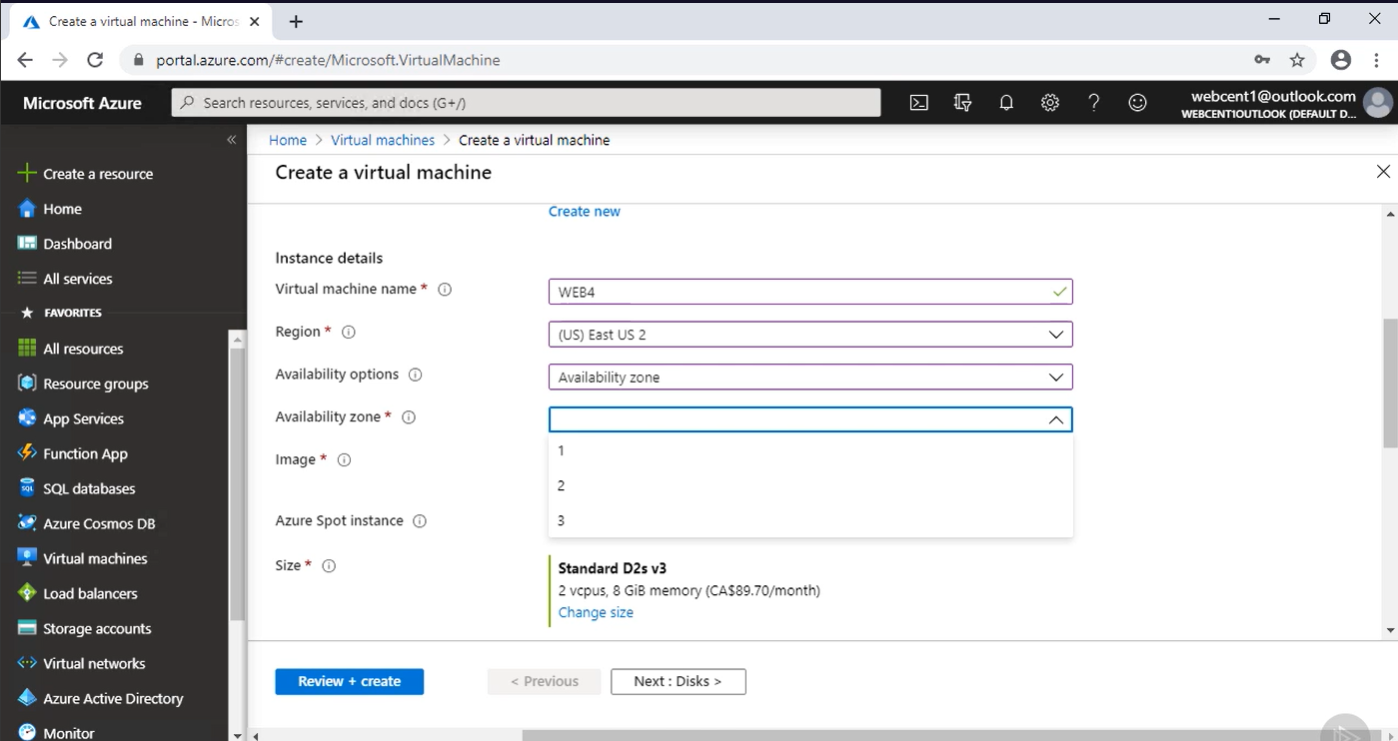 Create a virtual machine - Micros
portal.azure.com/#create/Microsoft.VirtualMachine
Microsoft Azure
Search resources, services, and docs (G+/)
webcent1@outlook.com
WEBCENT1OUTLOOK (DEFAULT D...
Home > Virtual machines > Create a virtual machine
Create a virtual machine
Create a resource
Home
Dashboard
All services
FAVORITES
All resources
Resource groups
App Services
Function App
SQL databases
Azure Cosmos DB
Virtual machines
Load balancers
Storage accounts
Virtual networks
Azure Active Directory
Monitor
Create new
Instance details
Virtual machine name * WEB4
Region * (US) East US 2
Availability options Availability zone
Availability zone *
1
2
3
Image *
Azure Spot instance
Size * Standard D2s v3
2 vcpus, 8 GiB memory (CA$89.70/month)
Change size
Review + create < Previous Next : Disks >